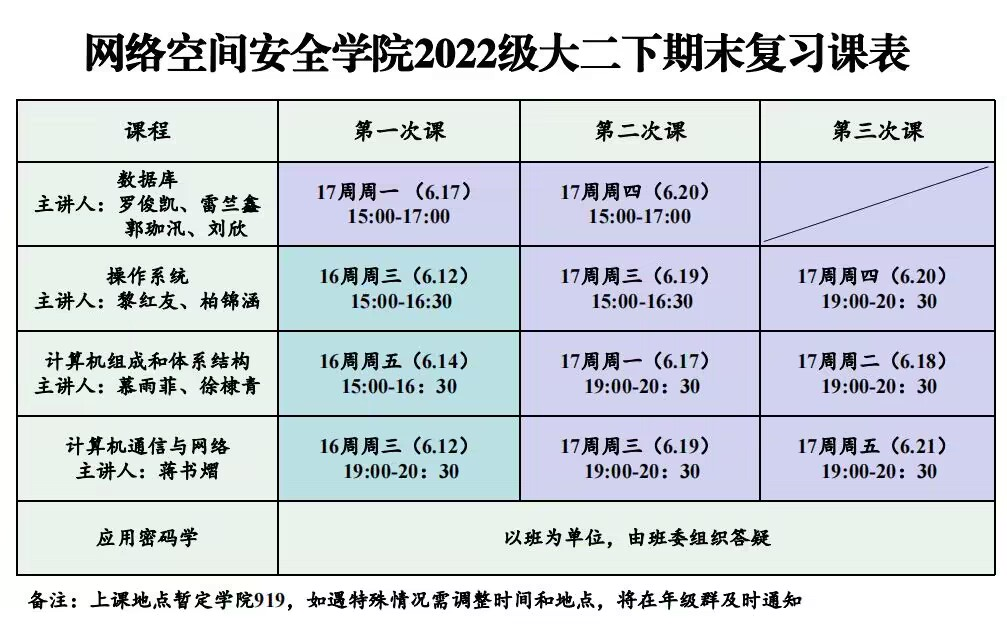 网络空间安全学院2022级大二下期末复习课表
课程
第一次课
第二次课
第三次课
数据库
主讲人：罗俊凯、雷竺鑫
郭珈汛、刘欣
17周周一（6.17）
15:00-17:00
17周周四（6.20）
15:00-17:00
操作系统
主讲人：黎红友、柏锦涵
16周周三（6.12）
15:00-16:30
17周周三（6.19）
15:00-16:30
17周周四（6.20）
19:00-20：30
计算机组成和体系结构
主讲人：慕雨菲、徐棣青
16周周五（6.14）
15:00-16：30
17周周一（6.17）
19:00-20：30
17周周二（6.18）
19:00-20：30
计算机通信与网络
主讲人：蒋书熠
16周周三（6.12）
19:00-20：30
17周周三（6.19）
19:00-20：30
17周周五（6.21）
19:00-20：30
应用密码学
以班为单位，由班委组织答疑
备注：上课地点暂定学院919，如遇特殊情况需调整时间和地点，将在年级群及时通知